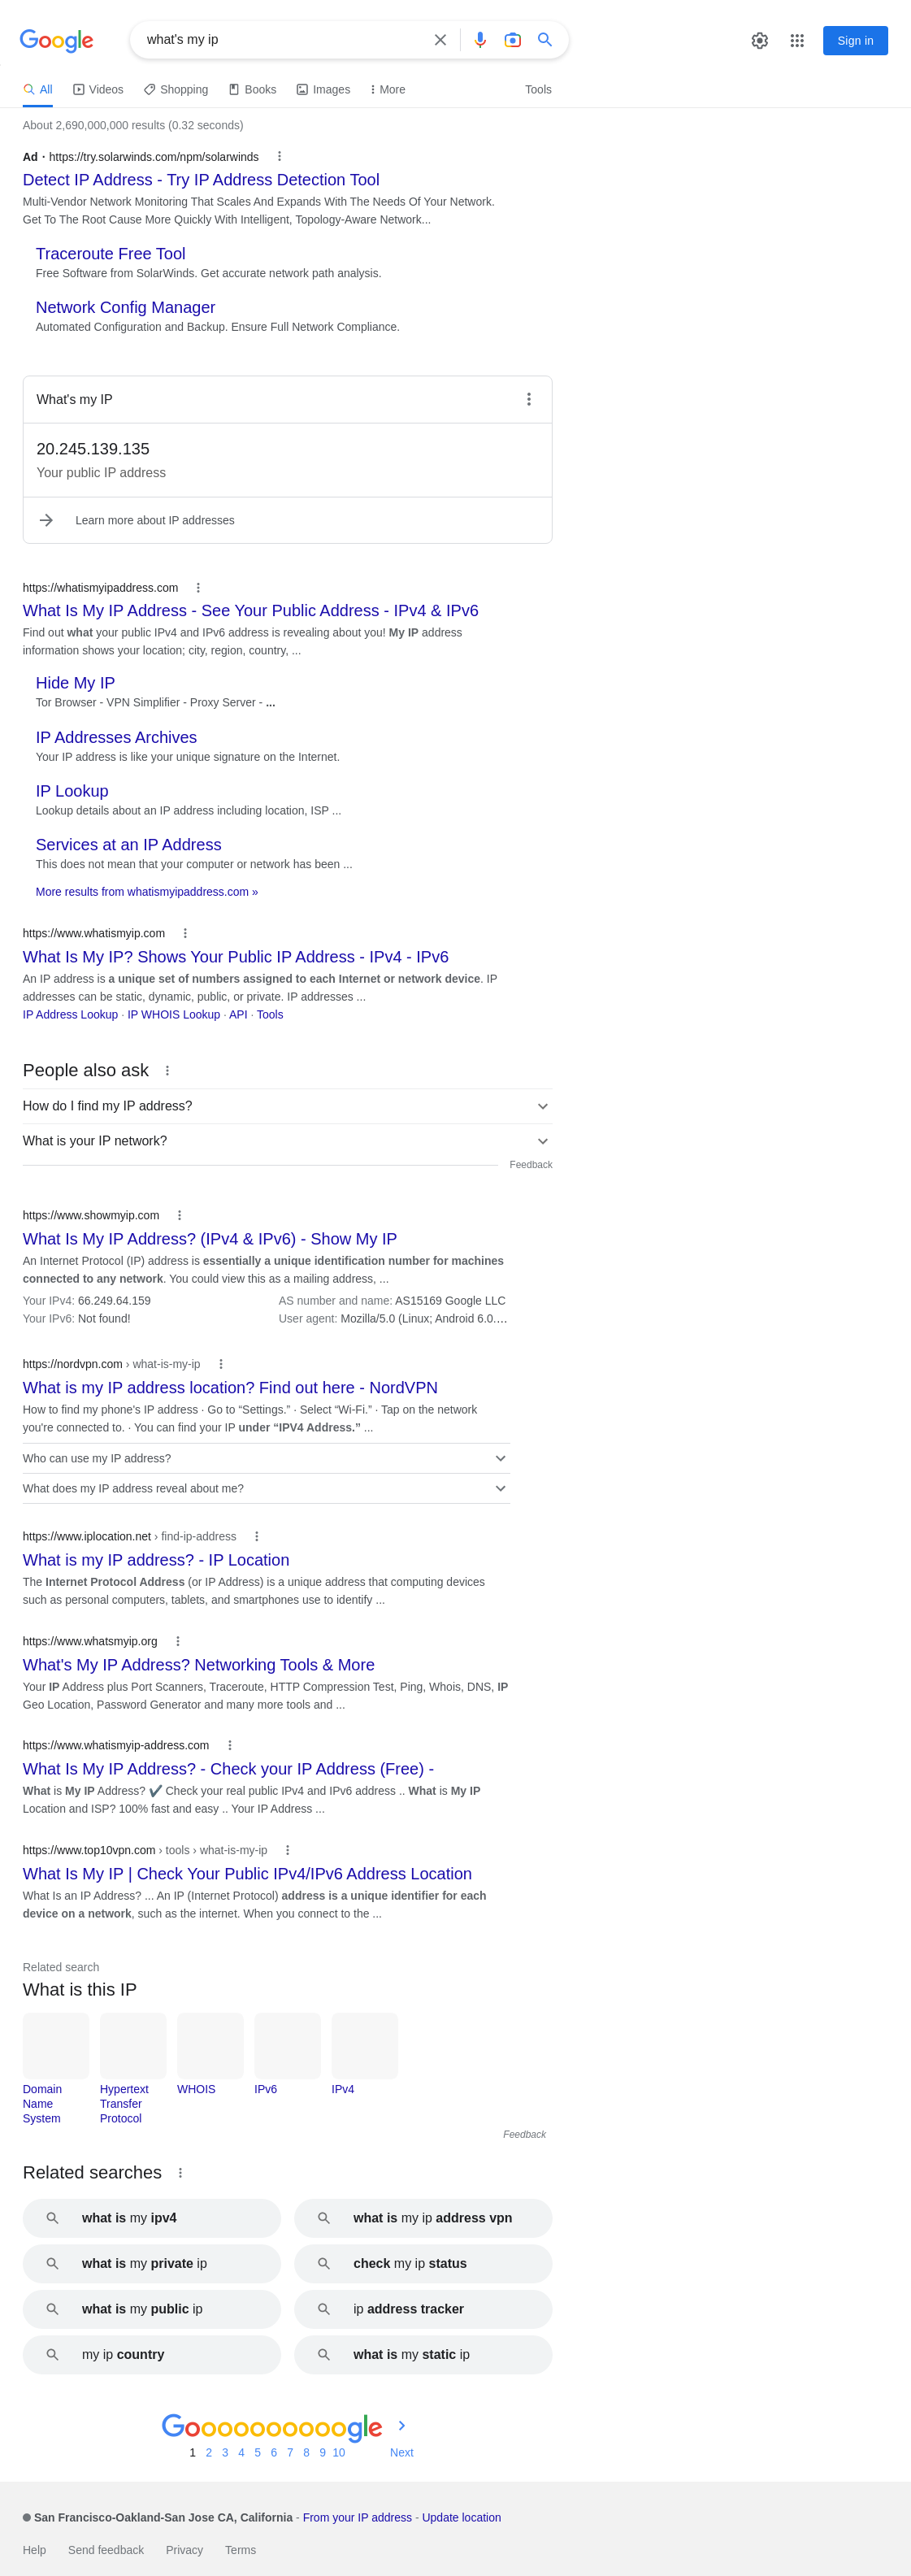 Google
what's my ip
Sign in
All
Videos
Shopping
Books
Images
More
Tools
About 2,690,000,000 results (0.32 seconds)
Ad · https://try.solarwinds.com/npm/solarwinds
Detect IP Address - Try IP Address Detection Tool
Multi-Vendor Network Monitoring That Scales And Expands With The Needs Of Your Network.
Get To The Root Cause More Quickly With Intelligent, Topology-Aware Network...
Traceroute Free Tool
Free Software from SolarWinds. Get accurate network path analysis.
Network Config Manager
Automated Configuration and Backup. Ensure Full Network Compliance.
What's my IP
20.245.139.135
Your public IP address
Learn more about IP addresses
https://whatismyipaddress.com
What Is My IP Address - See Your Public Address - IPv4 & IPv6
Find out what your public IPv4 and IPv6 address is revealing about you! My IP address
information shows your location; city, region, country, ...
Hide My IP
Tor Browser - VPN Simplifier - Proxy Server - ...
IP Addresses Archives
Your IP address is like your unique signature on the Internet.
IP Lookup
Lookup details about an IP address including location, ISP ...
Services at an IP Address
This does not mean that your computer or network has been ...
More results from whatismyipaddress.com »
https://www.whatismyip.com
What Is My IP? Shows Your Public IP Address - IPv4 - IPv6
An IP address is a unique set of numbers assigned to each Internet or network device. IP
addresses can be static, dynamic, public, or private. IP addresses ...
IP Address Lookup · IP WHOIS Lookup · API · Tools
People also ask
How do I find my IP address?
What is your IP network?
Feedback
https://www.showmyip.com
What Is My IP Address? (IPv4 & IPv6) - Show My IP
An Internet Protocol (IP) address is essentially a unique identification number for machines
connected to any network. You could view this as a mailing address, ...
Your IPv4: 66.249.64.159
AS number and name: AS15169 Google LLC
Your IPv6: Not found!
User agent: Mozilla/5.0 (Linux; Android 6.0....
https://nordvpn.com › what-is-my-ip
What is my IP address location? Find out here - NordVPN
How to find my phone's IP address · Go to “Settings.” · Select “Wi-Fi.” · Tap on the network
you're connected to. · You can find your IP under “IPV4 Address.” ...
Who can use my IP address?
What does my IP address reveal about me?
https://www.iplocation.net › find-ip-address
What is my IP address? - IP Location
The Internet Protocol Address (or IP Address) is a unique address that computing devices
such as personal computers, tablets, and smartphones use to identify ...
https://www.whatsmyip.org
What's My IP Address? Networking Tools & More
Your IP Address plus Port Scanners, Traceroute, HTTP Compression Test, Ping, Whois, DNS, IP
Geo Location, Password Generator and many more tools and ...
https://www.whatismyip-address.com
What Is My IP Address? - Check your IP Address (Free) -
What is My IP Address? ✔️ Check your real public IPv4 and IPv6 address .. What is My IP
Location and ISP? 100% fast and easy .. Your IP Address ...
https://www.top10vpn.com › tools › what-is-my-ip
What Is My IP | Check Your Public IPv4/IPv6 Address Location
What Is an IP Address? ... An IP (Internet Protocol) address is a unique identifier for each
device on a network, such as the internet. When you connect to the ...
Related search
What is this IP
Domain
Name
System
Hypertext
Transfer
Protocol
WHOIS
IPv6
IPv4
Feedback
Related searches
what is my ipv4
what is my ip address vpn
what is my private ip
check my ip status
what is my public ip
ip address tracker
my ip country
what is my static ip
Goooooooooogle
1 2 3 4 5 6 7 8 9 10
Next
San Francisco-Oakland-San Jose CA, California - From your IP address - Update location
Help
Send feedback
Privacy
Terms